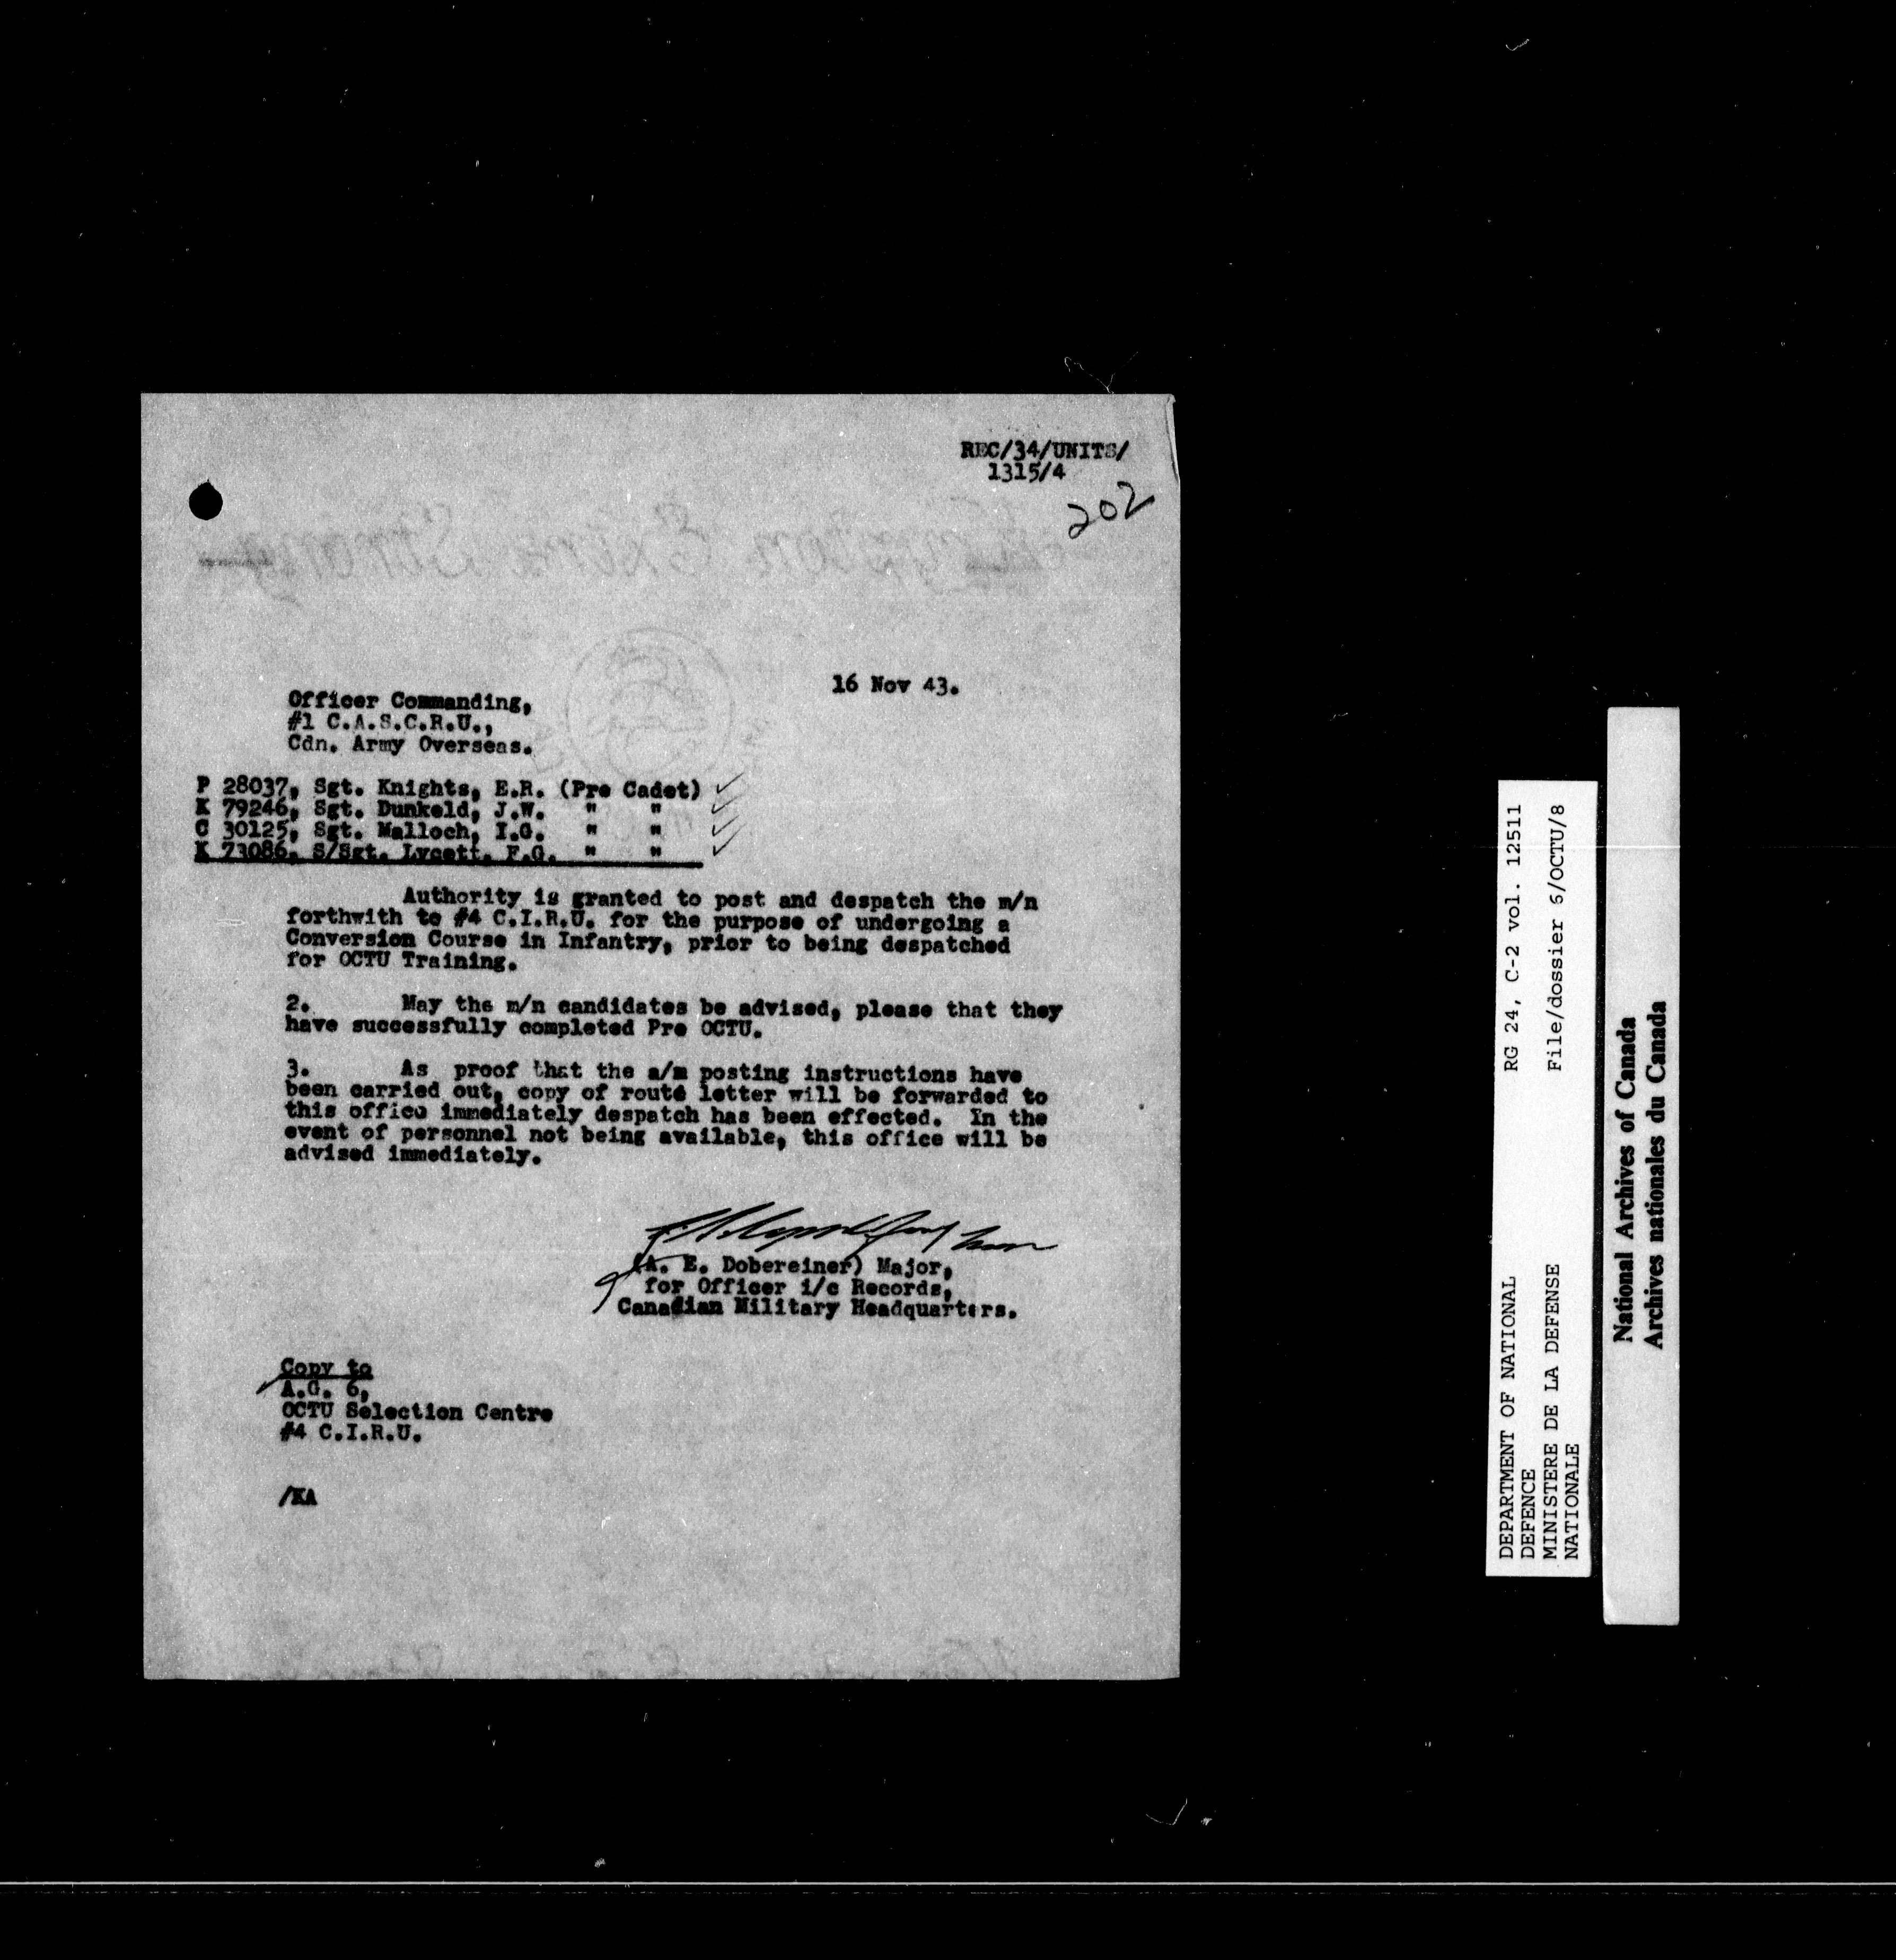 REC/34/UNITS/
1315/4
202
16 Nov 43.
Officer Commanding,
#1 C.A.S.C.R.U.,
Cdn. Army Overseas.
P 28037, Sgt. Knights, E.R. (Pre Cadet)
K 79246, Sgt. Dunkeld, J.W. " "
C 30125, Sgt. Malloch, I.G. " "
K 73086, S/Sgt. Lycett, F.G. " "
Authority is granted to post and despatch the m/n
forthwith to #4 C.I.R.U. for the purpose of undergoing a
Conversion Course in Infantry, prior to being despatched
for OCTU Training.
2. May the m/n candidates be advised, please that they
have successfully completed Pre OCTU.
3. As proof that the a/m posting instructions have
been carried out, copy of route letter will be forwarded to
this office immediately despatch has been effected. In the
event of personnel not being available, this office will be
advised immediately.
(A. E. Dobereiner) Major,
for Officer i/c Records,
Canadian Military Headquarters.
Copy to
A.G. 6,
OCTU Selection Centre
#4 C.I.R.U.
/KA
DEPARTMENT OF NATIONAL RG 24, C-2 vol. 12511
DEFENCE
MINISTERE DE LA DEFENSE File/dossier 6/OCTU/8
NATIONALE
National Archives of Canada
Archives nationales du Canada